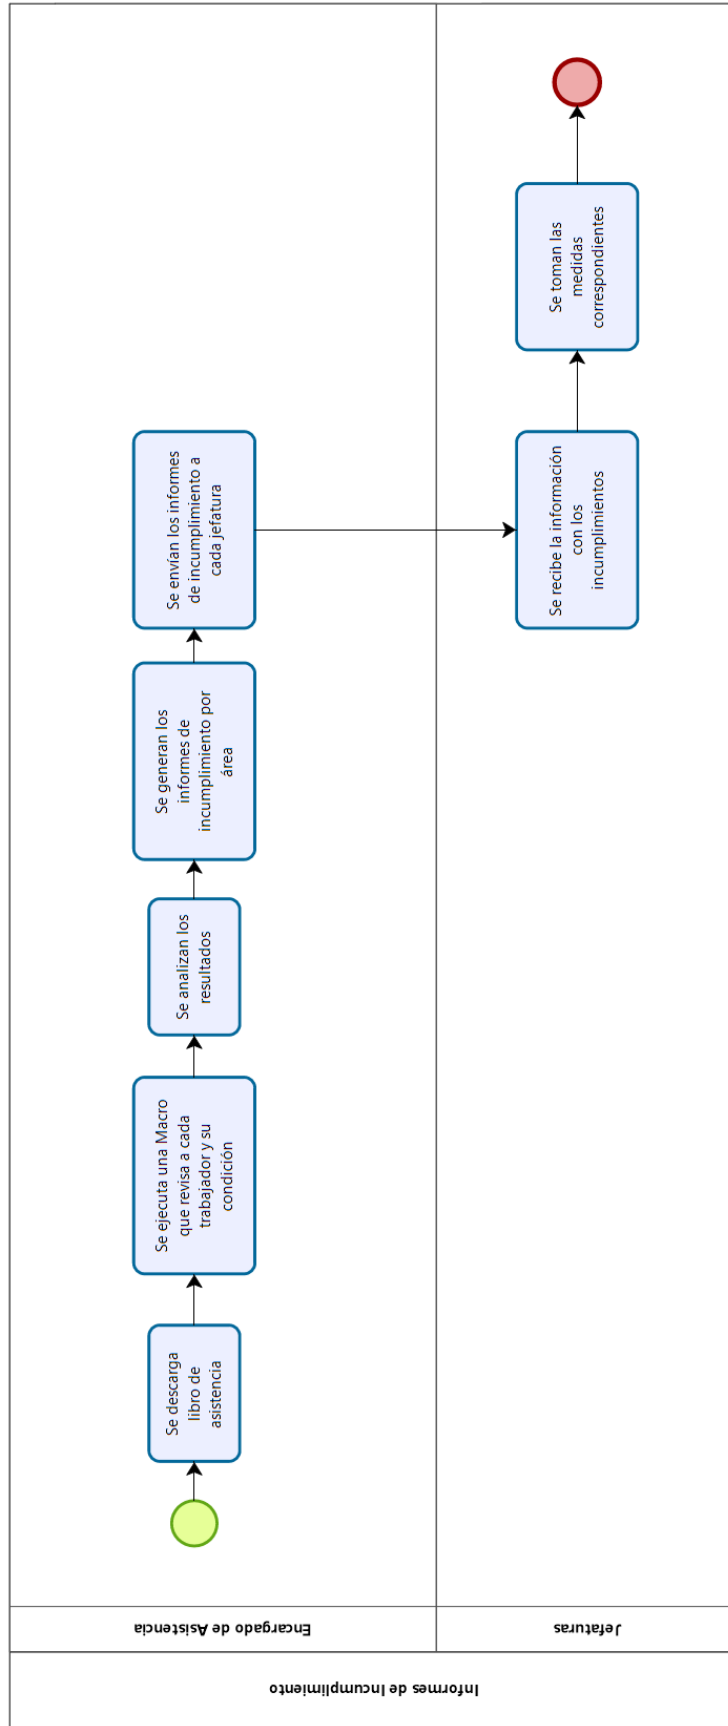 Informes de Incumplimiento
Encargado de Asistencia
Se descarga
libro de
asistencia
Se ejecuta una Macro
que revisa a cada
trabajador y su
condición
Se analizan los
resultados
Se generan los
informes de
incumplimiento por
área
Se envían los informes
de incumplimiento a
cada jefatura
Jefaturas
Se recibe la información
con los
incumplimientos
Se toman las
medidas
correspondientes